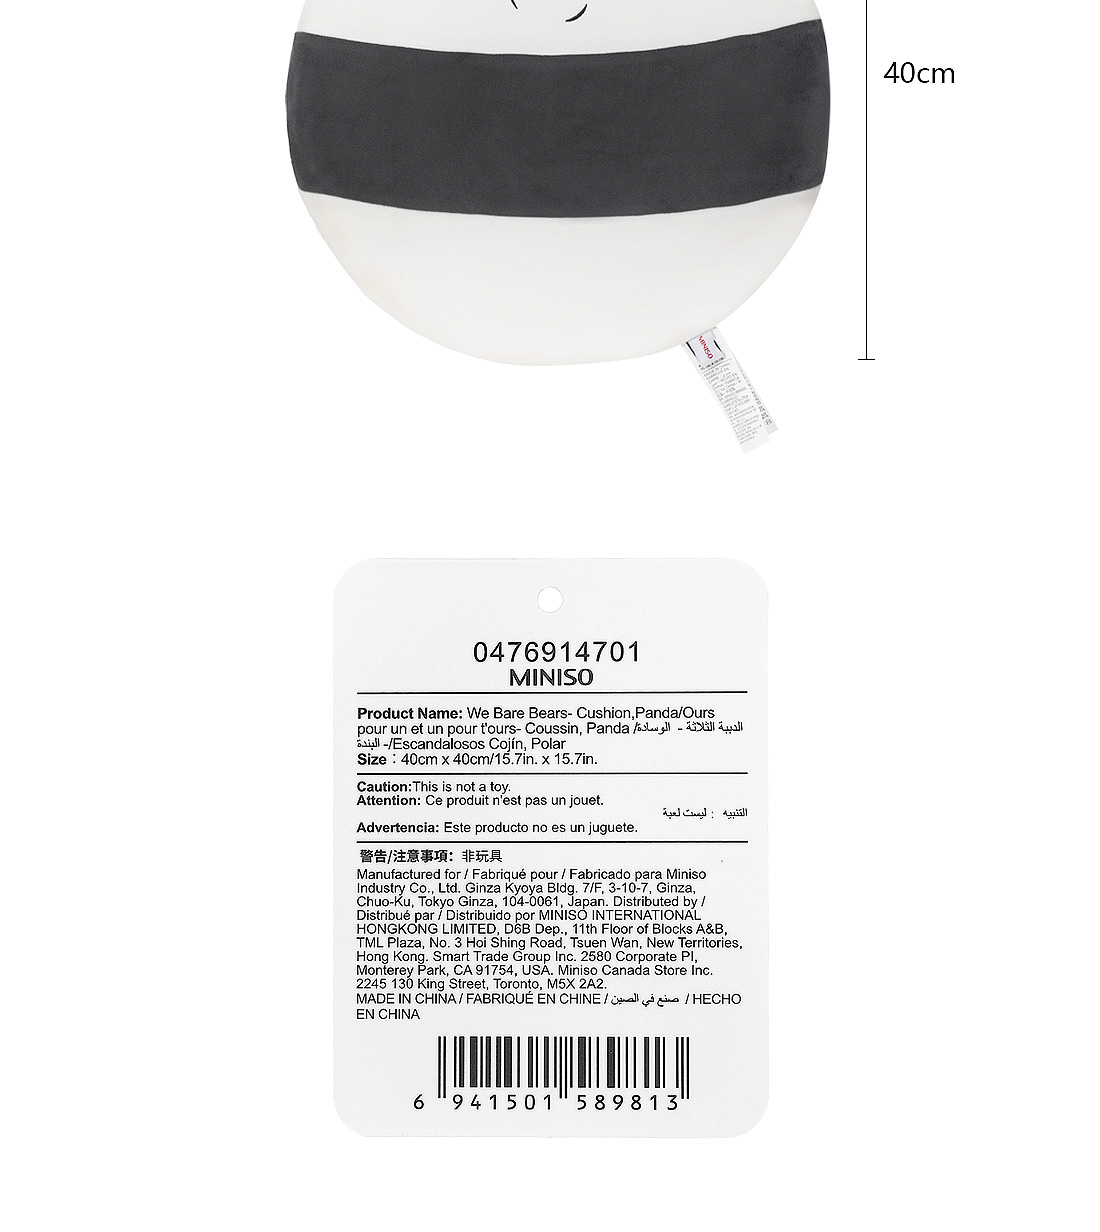 40cm
MINISO
0476914701
MINISO
Product Name: We Bare Bears- Cushion,Panda/Ours
pour un et un pour t'ours- Coussin, Panda /الدببة الثلاثة - الوسادة
البندة -/Escandalosos Cojín, Polar
Size : 40cm x 40cm/15.7in. x 15.7in.
Caution:This is not a toy.
Attention: Ce produit n'est pas un jouet.
التنبيه : ليست لعبة
Advertencia: Este producto no es un juguete.
警告/注意事項：非玩具
Manufactured for / Fabriqué pour / Fabricado para Miniso
Industry Co., Ltd. Ginza Kyoya Bldg. 7/F, 3-10-7, Ginza,
Chuo-Ku, Tokyo Ginza, 104-0061, Japan. Distributed by /
Distribué par / Distribuido por MINISO INTERNATIONAL
HONGKONG LIMITED, D6B Dep., 11th Floor of Blocks A&B,
TML Plaza, No. 3 Hoi Shing Road, Tsuen Wan, New Territories,
Hong Kong. Smart Trade Group Inc. 2580 Corporate Pl,
Monterey Park, CA 91754, USA. Miniso Canada Store Inc.
2245 130 King Street, Toronto, M5X 2A2.
MADE IN CHINA / FABRIQUÉ EN CHINE / صنع في الصين / HECHO
EN CHINA
6 941501 589813